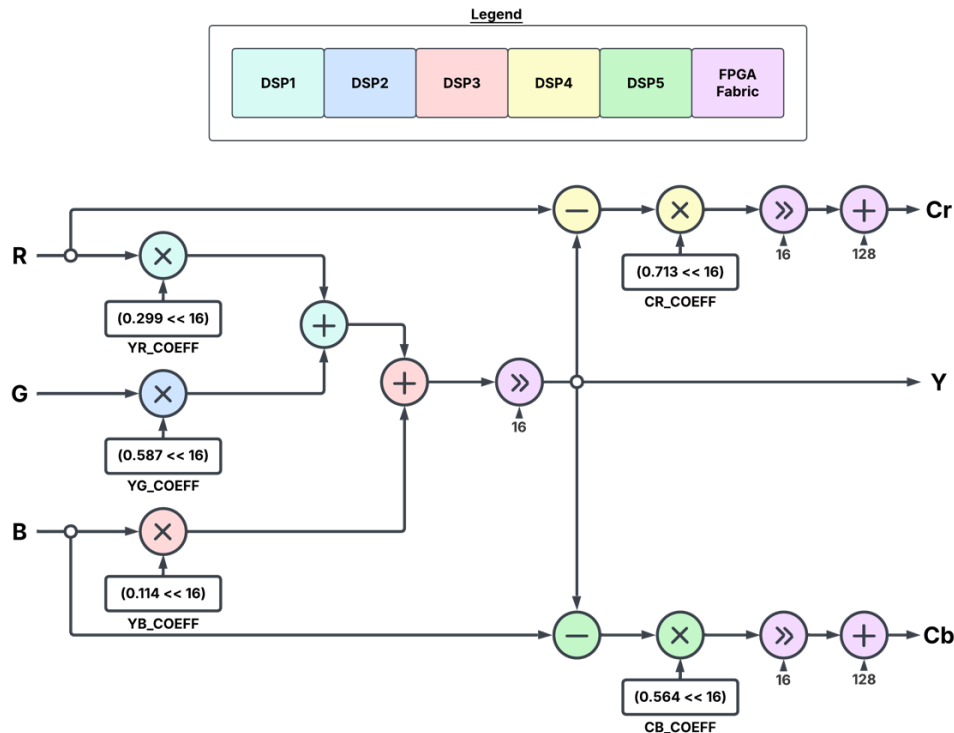 Legend
DSP1
DSP2
DSP3
DSP4
DSP5
FPGA
Fabric
Cr
16
128
R
(0.713 << 16)
CR_COEFF
(0.299 << 16)
YR_COEFF
G
Y
16
(0.587 << 16)
YG_COEFF
B
(0.114 << 16)
YB_COEFF
Cb
16
128
(0.564 << 16)
CB_COEFF